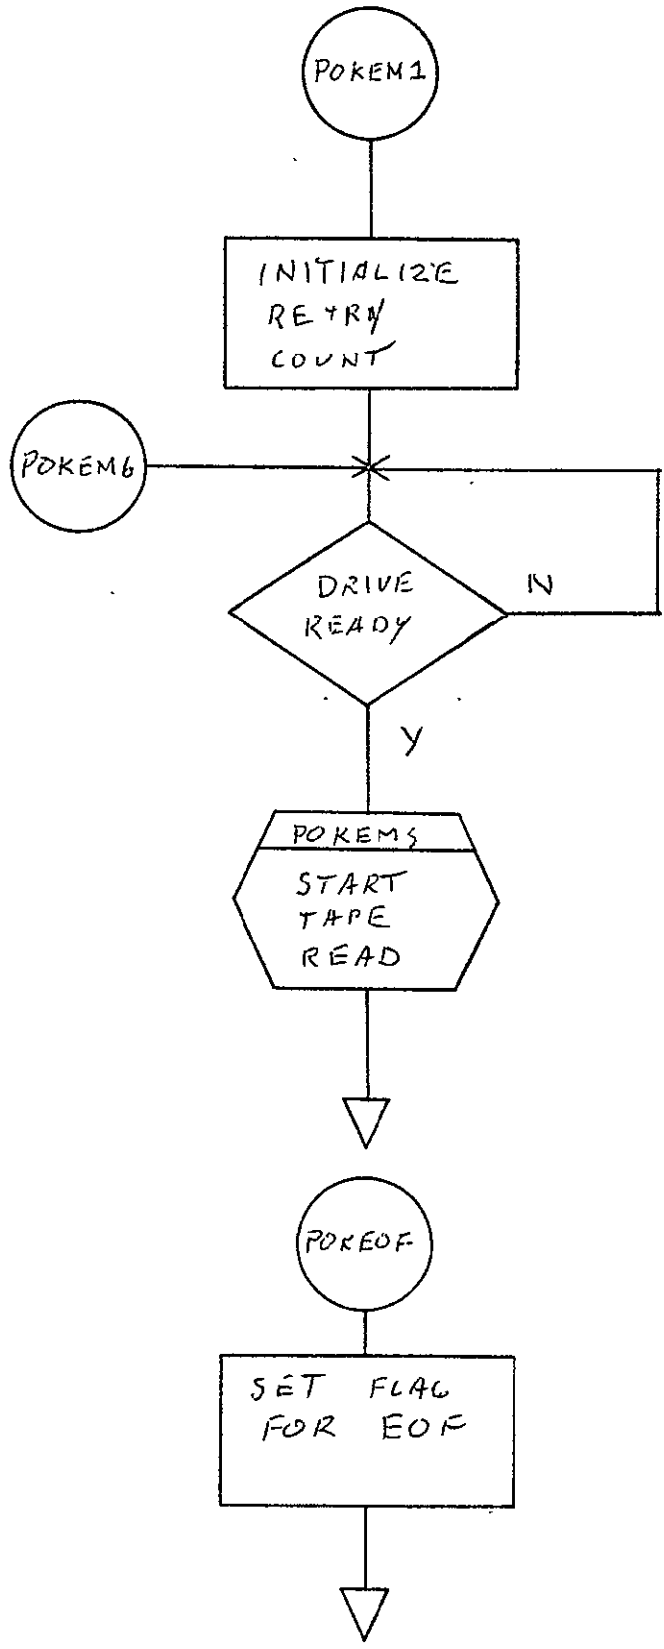 POKEM1
INITIALIZE
RETRY
COUNT
POKEM6
DRIVE
READY
N
Y
POKEM5
START
TAPE
READ
POKEOF
SET FLAG
FOR EOF